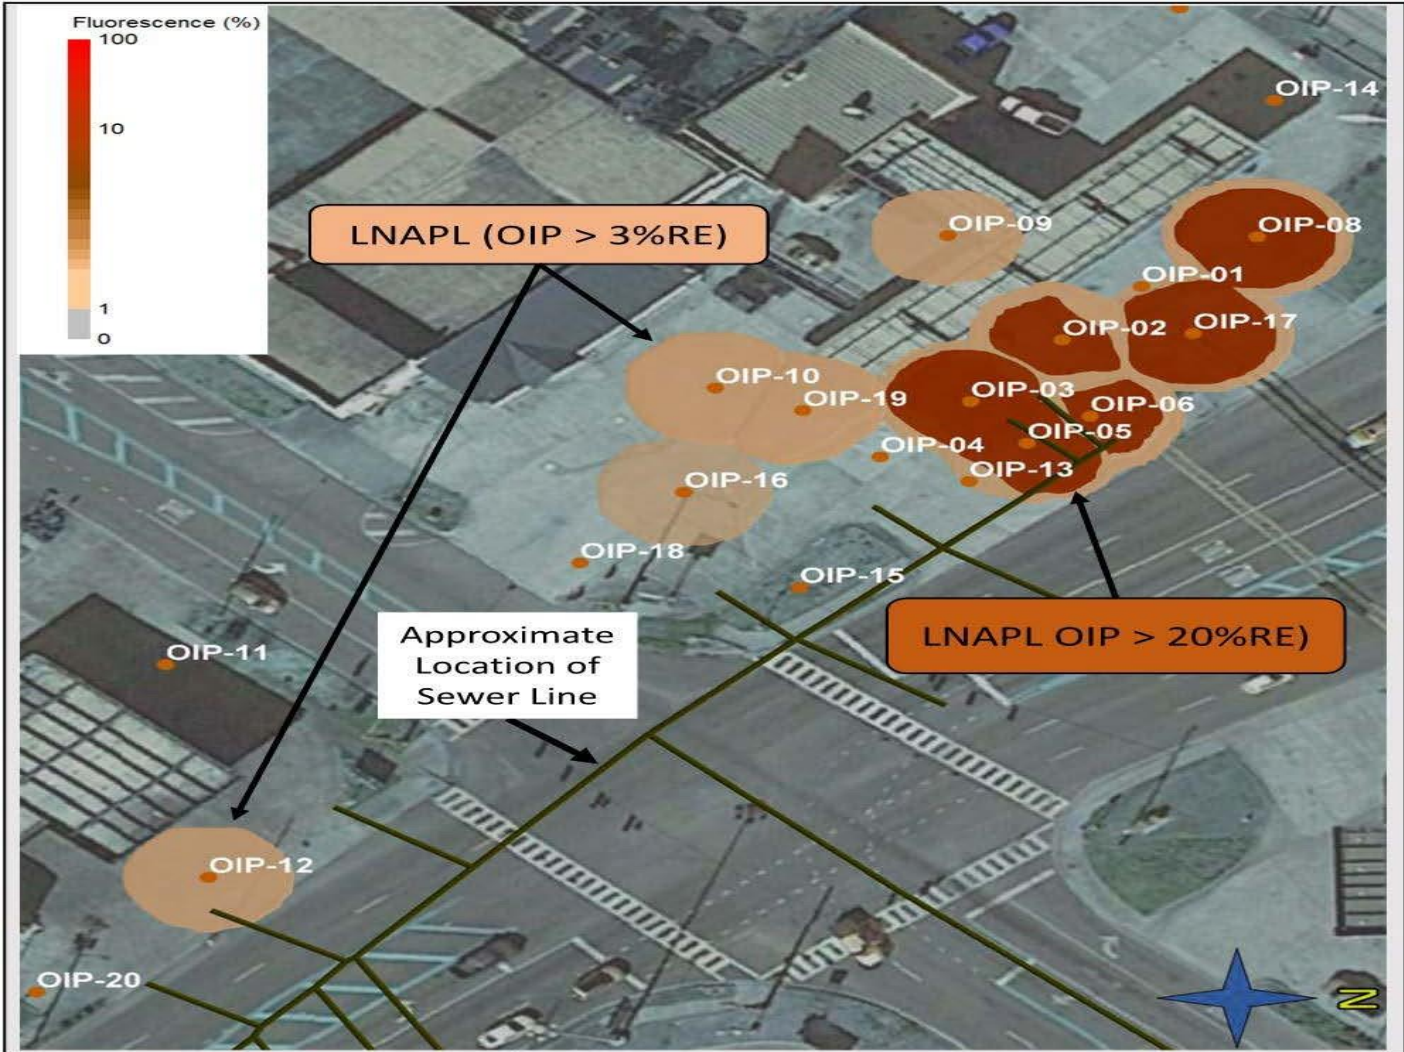 Fluorescence (%)
100
10
1
0
OIP-14
LNAPL (OIP > 3%RE)
OIP-09
OIP-08
OIP-01
OIP-02
OIP-17
OIP-10
OIP-19
OIP-03
OIP-06
OIP-05
OIP-04
OIP-13
OIP-16
OIP-18
OIP-15
LNAPL OIP > 20%RE)
Approximate
Location of
Sewer Line
OIP-11
OIP-12
OIP-20
N